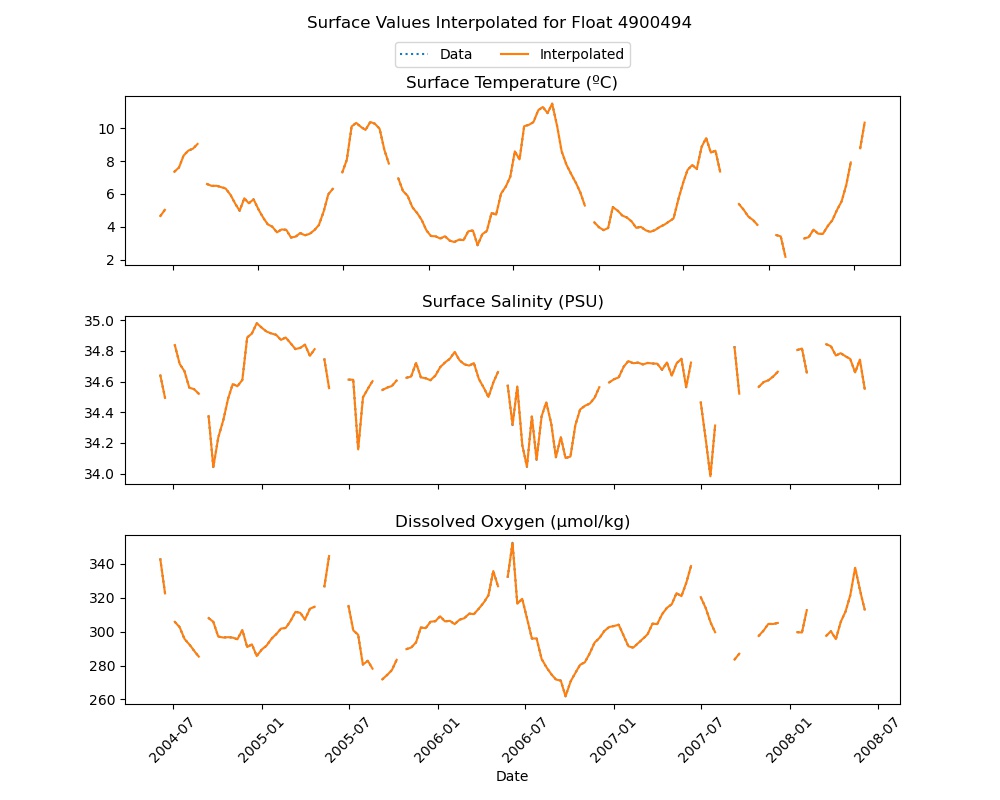 Surface Values Interpolated for Float 4900494
Data Interpolated
Surface Temperature (ºC)
10
8
6
4
2
Surface Salinity (PSU)
35.0
34.8
34.6
34.4
34.2
34.0
Dissolved Oxygen (µmol/kg)
340
320
300
280
260
2004-07 2005-01 2005-07 2006-01 2006-07 2007-01 2007-07 2008-01 2008-07
Date